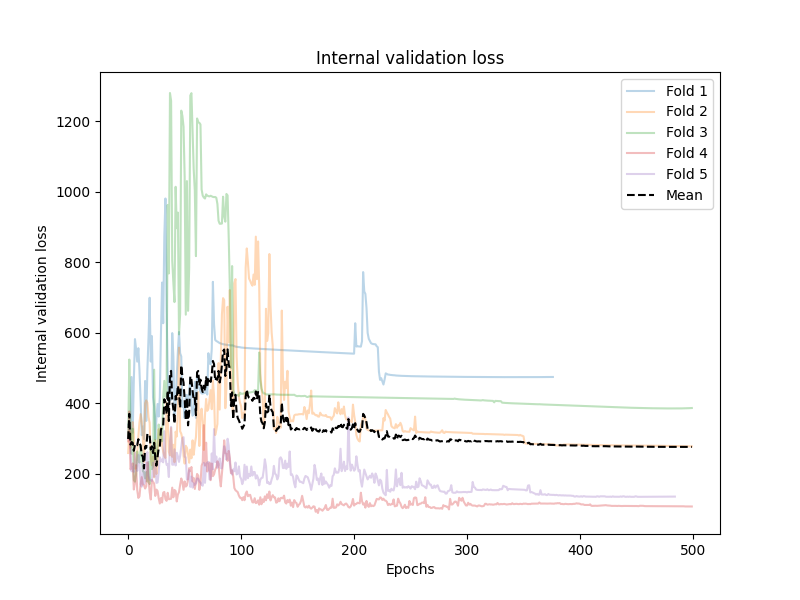 Internal validation loss
Fold 1
Fold 2
Fold 3
Fold 4
Fold 5
Mean
Internal validation loss
1200
1000
800
600
400
200
0
100
200
300
400
500
Epochs